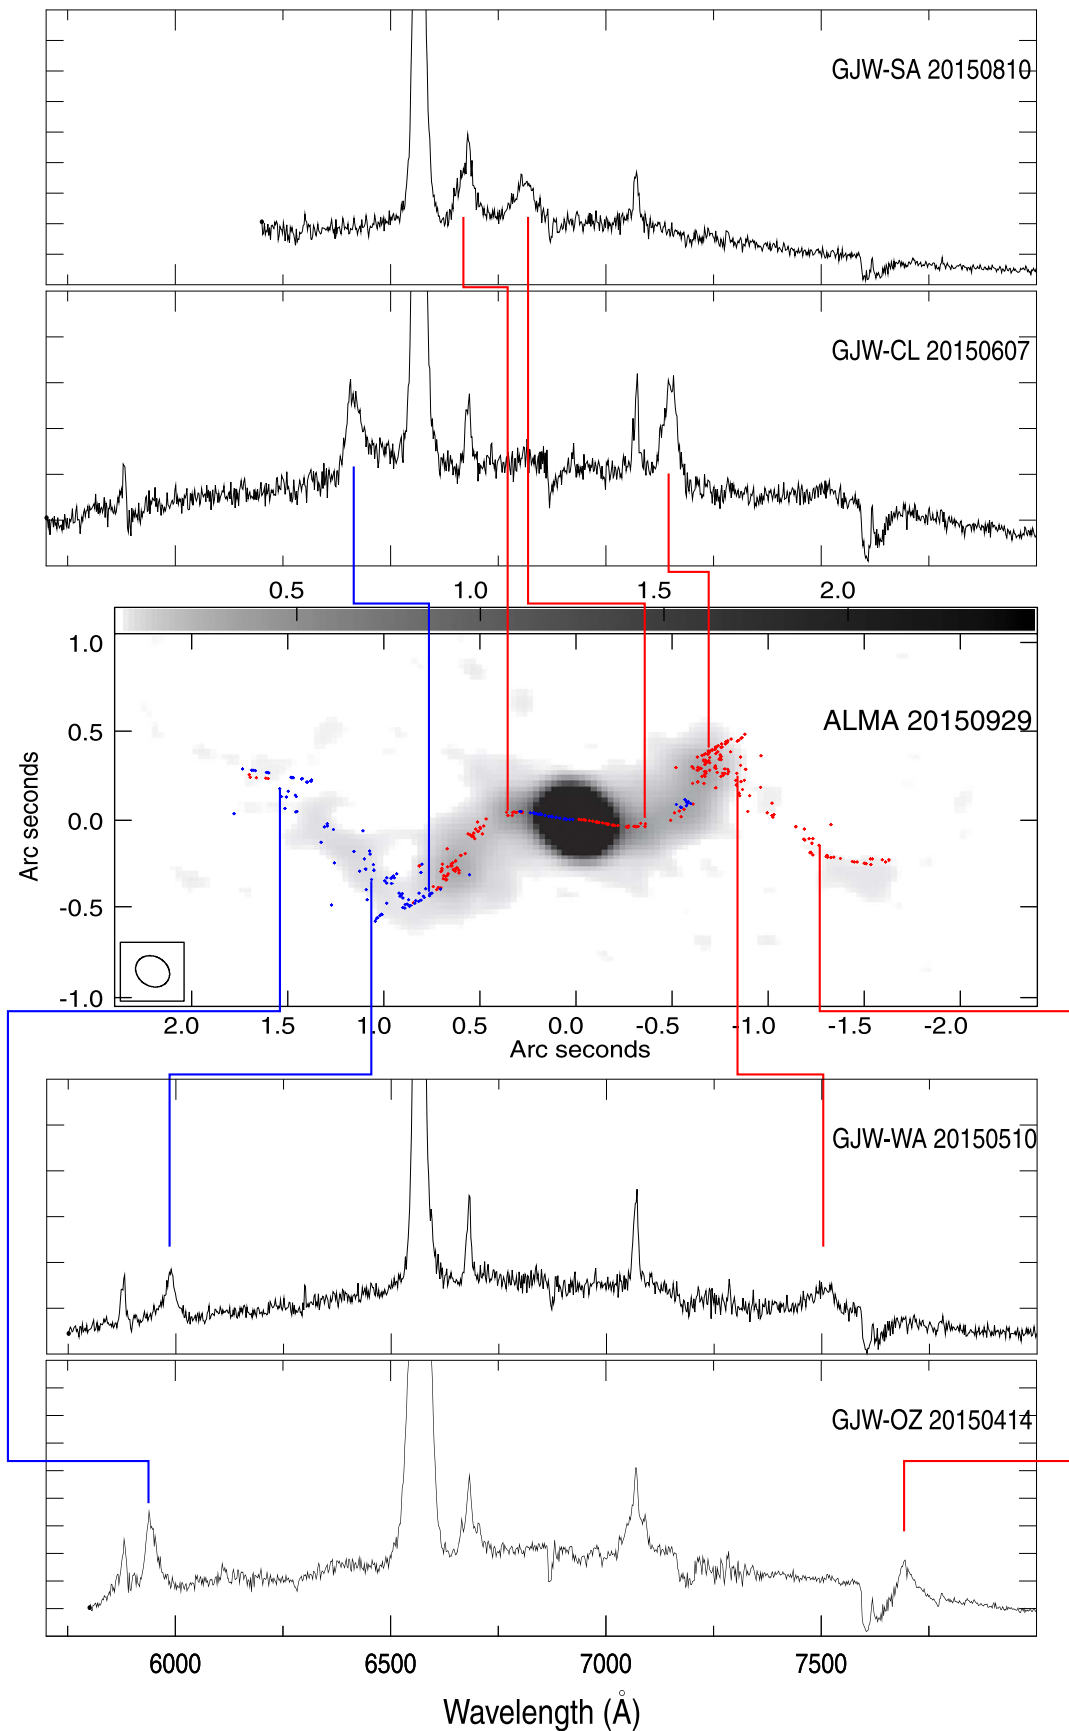 GJW-SA 20150810
GJW-CL 20150607
0.5 1.0 1.5 2.0
1.0
0.5
0.0
-0.5
-1.0
Arc seconds
ALMA 20150929
2.0 1.5 1.0 0.5 0.0 -0.5 -1.0 -1.5 -2.0
Arc seconds
GJW-WA 20150510
GJW-OZ 20150414
6000 6500 7000 7500
Wavelength (Å)